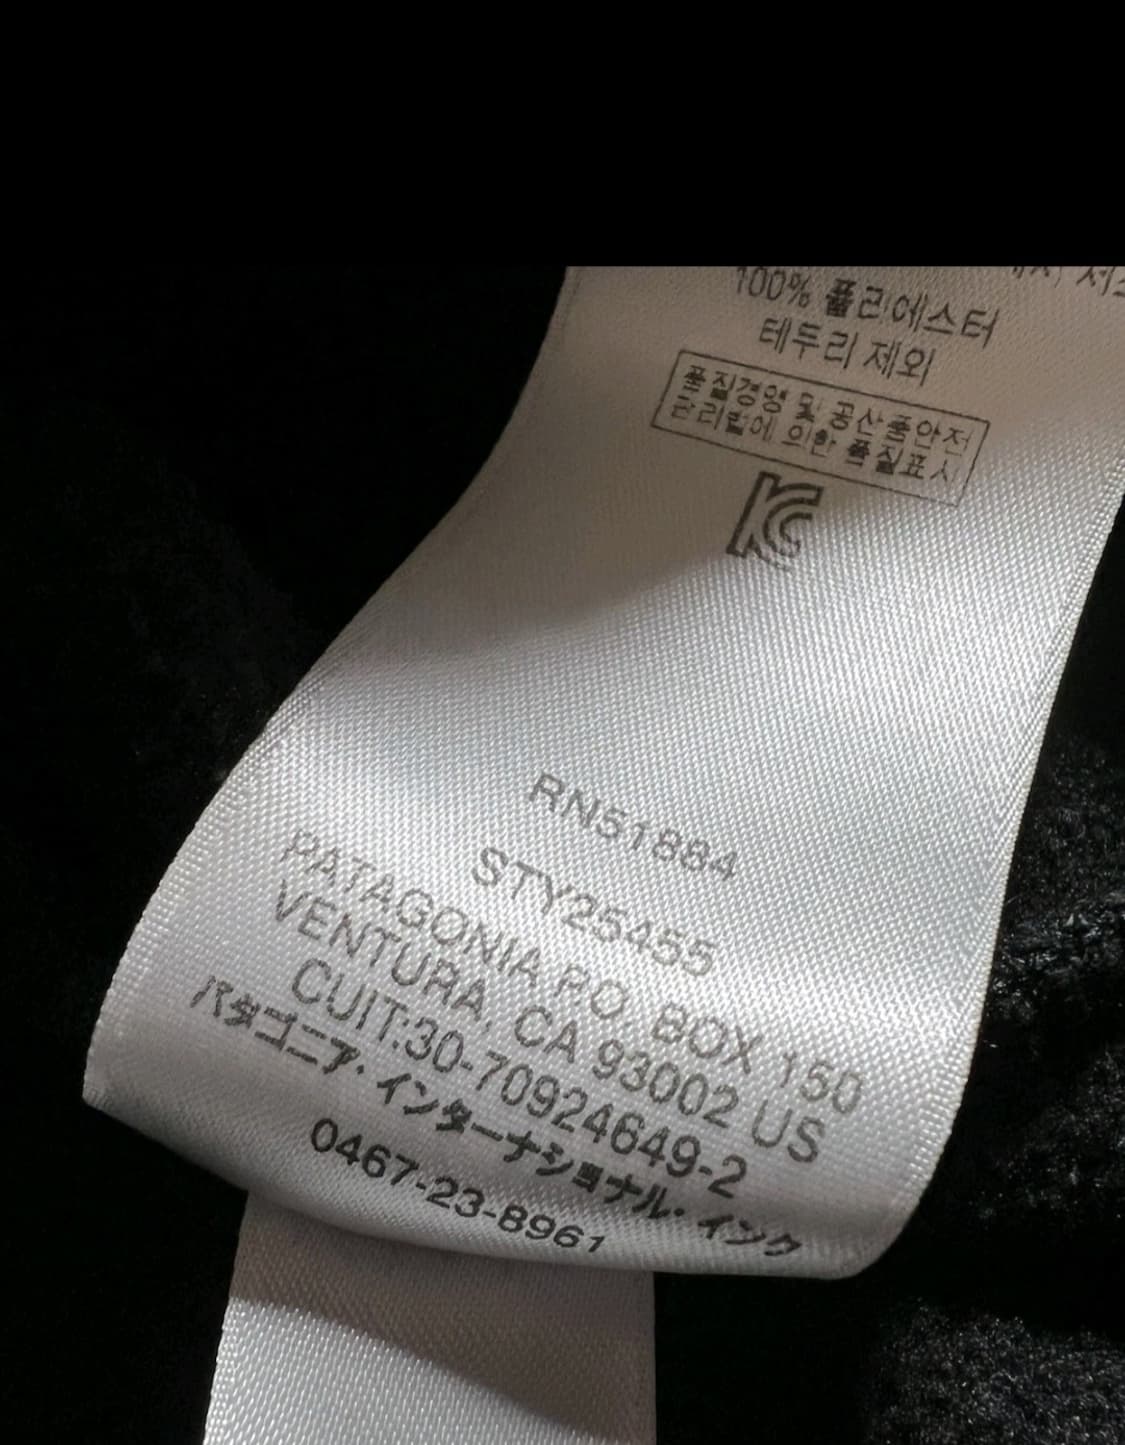 100% 폴리에스터
테두리 제외
품질경영 및 공산품안전
관리법에 의한 품질표시
RN51884
STY25455
PATAGONIA P.O. BOX 150
VENTURA, CA 93002 US
CUIT:30-70924649-2
パタゴニア・インターナショナル・インク
0467-23-8961